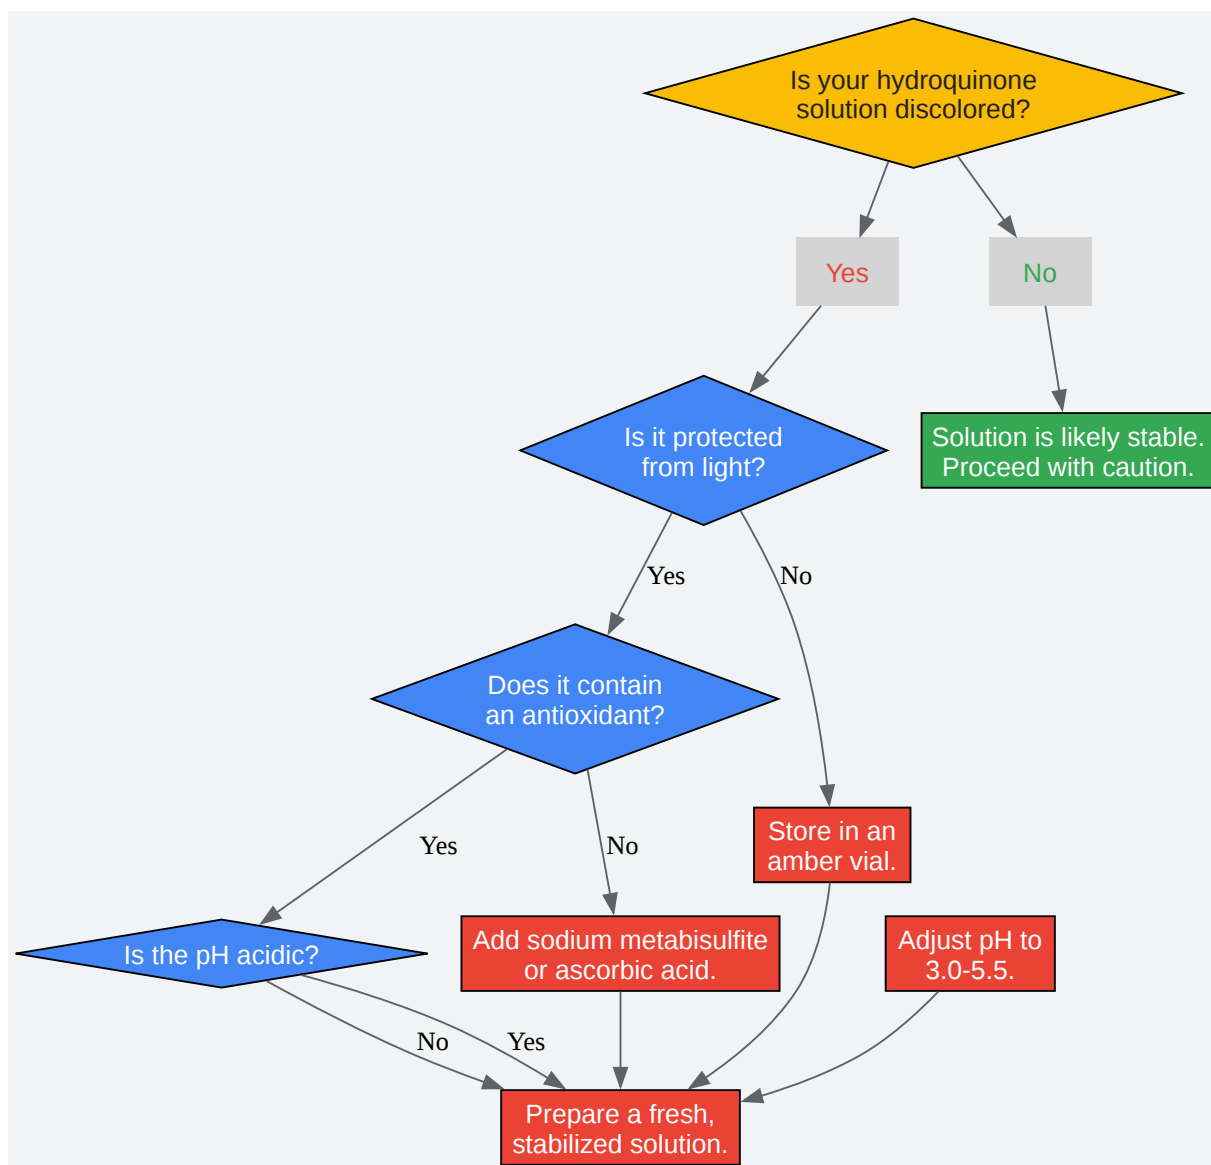 Is your hydroquinone
solution discolored?
Yes
No
Is it protected
from light?
Solution is likely stable.
Proceed with caution.
Yes
No
Does it contain
an antioxidant?
Store in an
amber vial.
Yes
No
Is the pH acidic?
Add sodium metabisulfite
or ascorbic acid.
Adjust pH to
3.0-5.5.
No
Yes
Prepare a fresh,
stabilized solution.